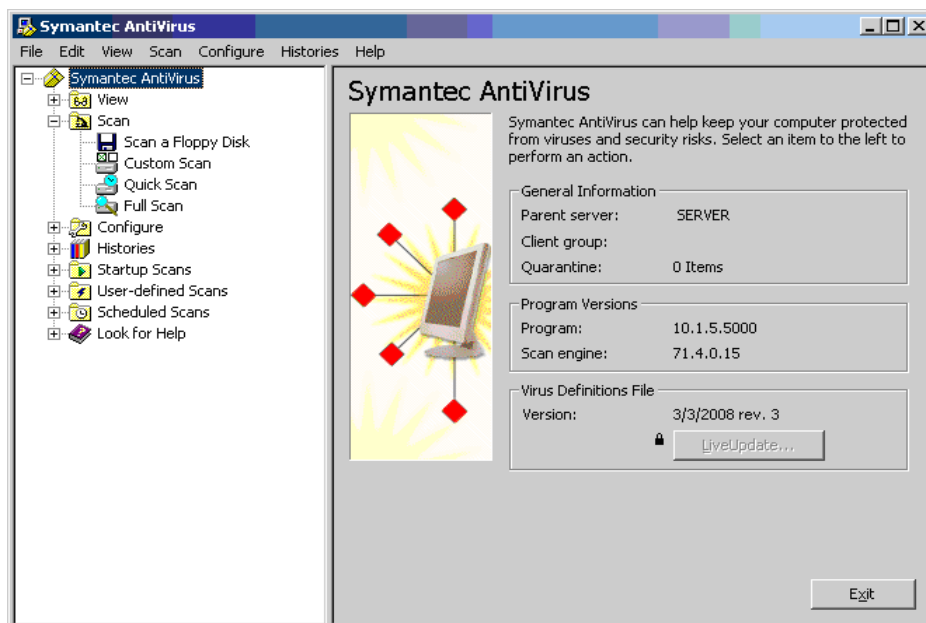 Symantec AntiVirus
File Edit View Scan Configure Histories Help
Symantec AntiVirus
View
Scan
Scan a Floppy Disk
Custom Scan
Quick Scan
Full Scan
Configure
Histories
Startup Scans
User-defined Scans
Scheduled Scans
Look for Help
Symantec AntiVirus
Symantec AntiVirus can help keep your computer protected
from viruses and security risks. Select an item to the left to
perform an action.
General Information
Parent server: SERVER
Client group:
Quarantine: 0 Items
Program Versions
Program: 10.1.5.5000
Scan engine: 71.4.0.15
Virus Definitions File
Version: 3/3/2008 rev. 3
LiveUpdate...
Exit